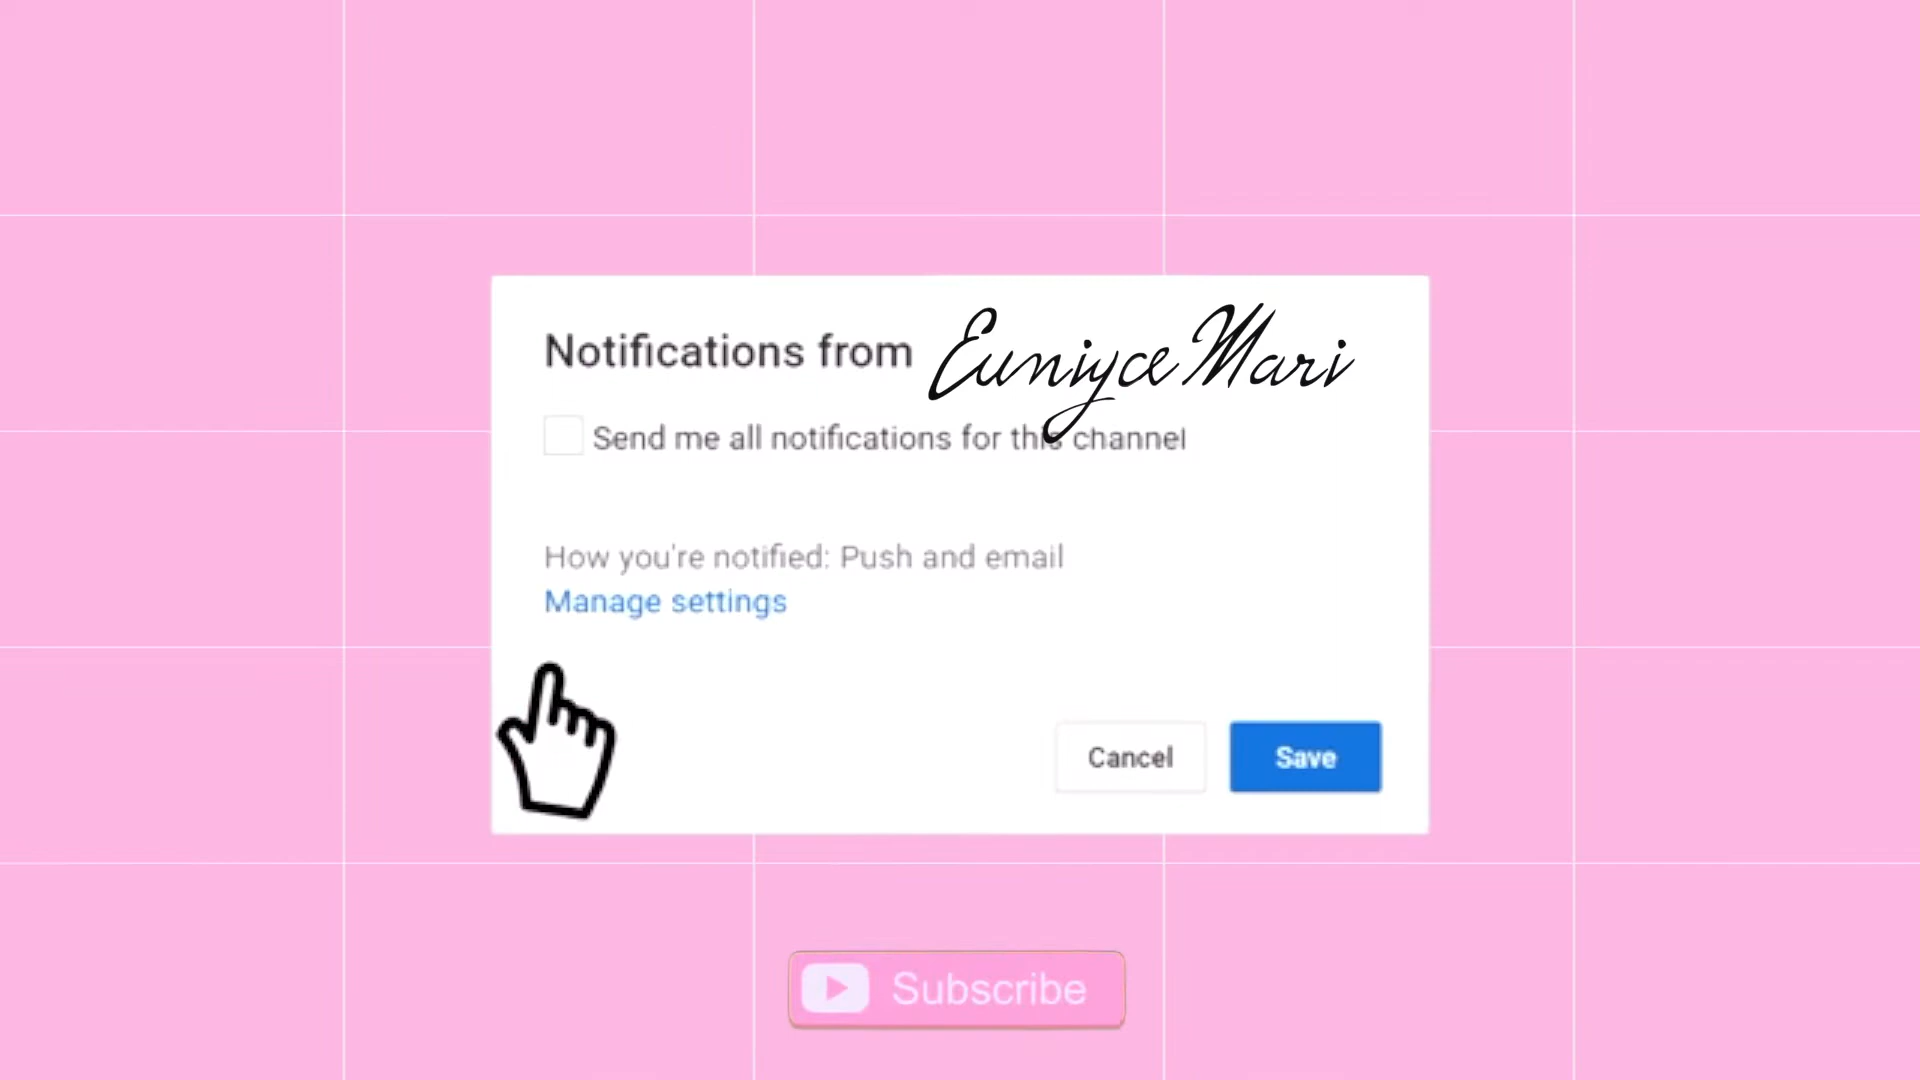 Notifications from Euniyce Mari
Send me all notifications for this channel
How you're notified: Push and email
Manage settings
Cancel
Save
Subscribe